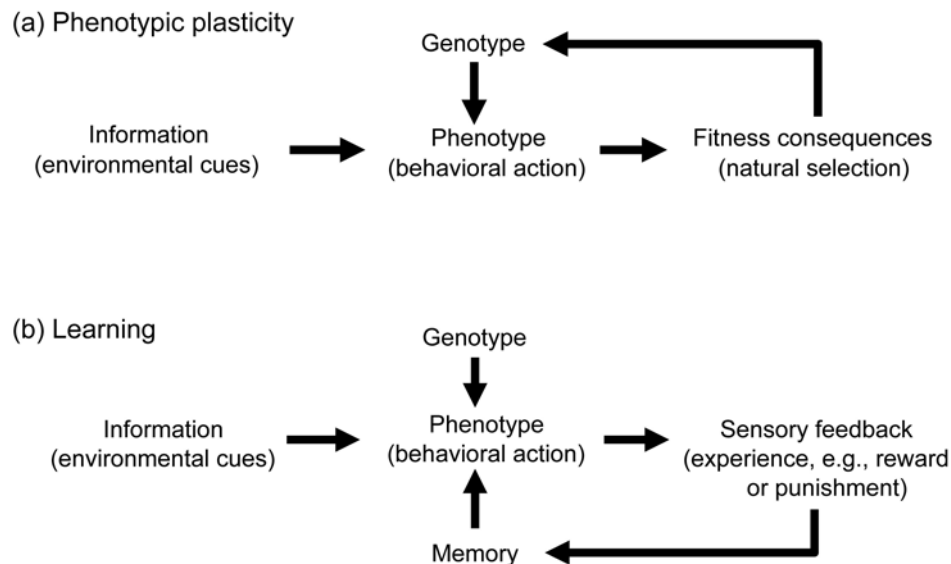 (a) Phenotypic plasticity
Genotype
Information
(environmental cues)
Phenotype
(behavioral action)
Fitness consequences
(natural selection)
(b) Learning
Genotype
Information
(environmental cues)
Phenotype
(behavioral action)
Sensory feedback
(experience, e.g., reward
or punishment)
Memory